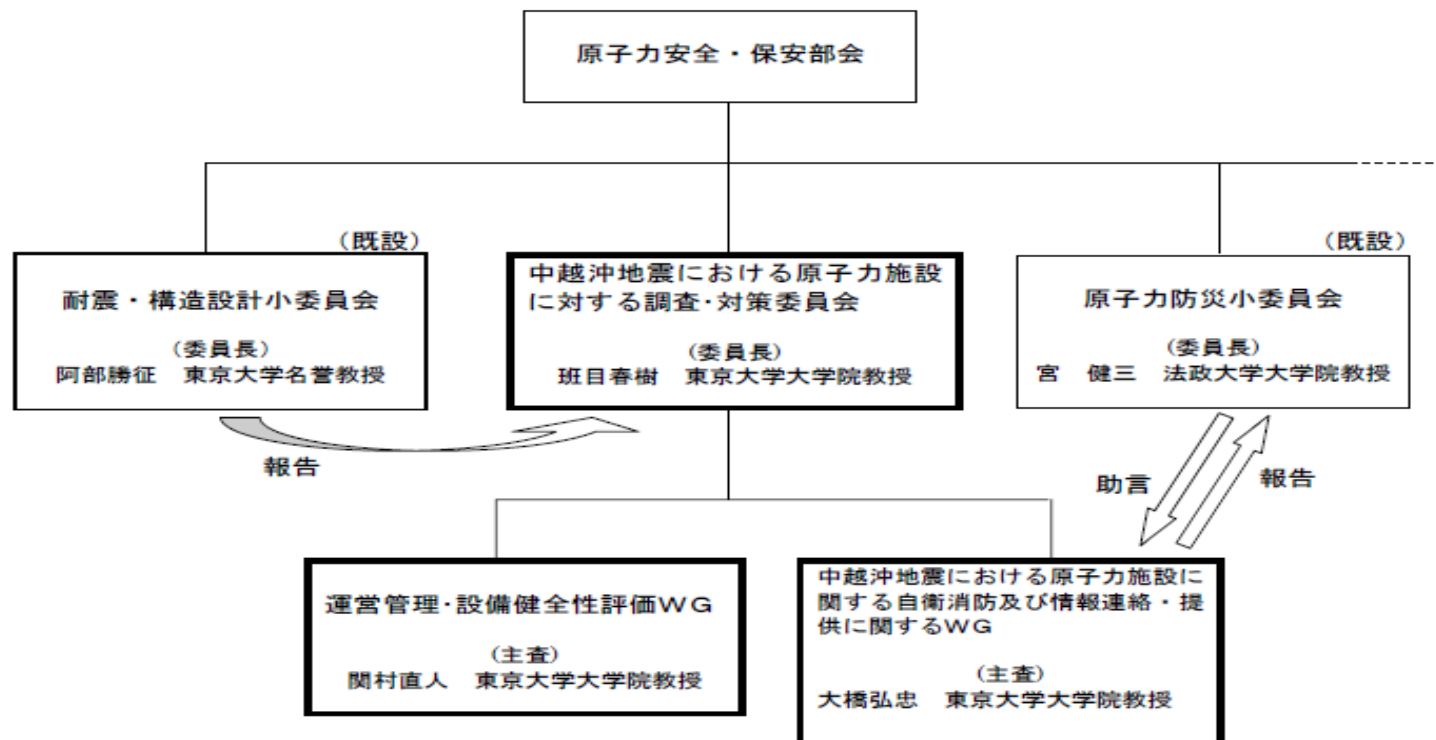 原子力安全・保安部会
(既設)
耐震・構造設計小委員会
(委員長)
阿部勝征 東京大学名誉教授
中越沖地震における原子力施設
に対する調査・対策委員会
(委員長)
班目春樹 東京大学大学院教授
(既設)
原子力防災小委員会
(委員長)
宮 健三 法政大学大学院教授
報告
助言
報告
運営管理・設備健全性評価WG
(主査)
関村直人 東京大学大学院教授
中越沖地震における原子力施設に
関する自衛消防及び情報連絡・提
供に関するWG
(主査)
大橋弘忠 東京大学大学院教授